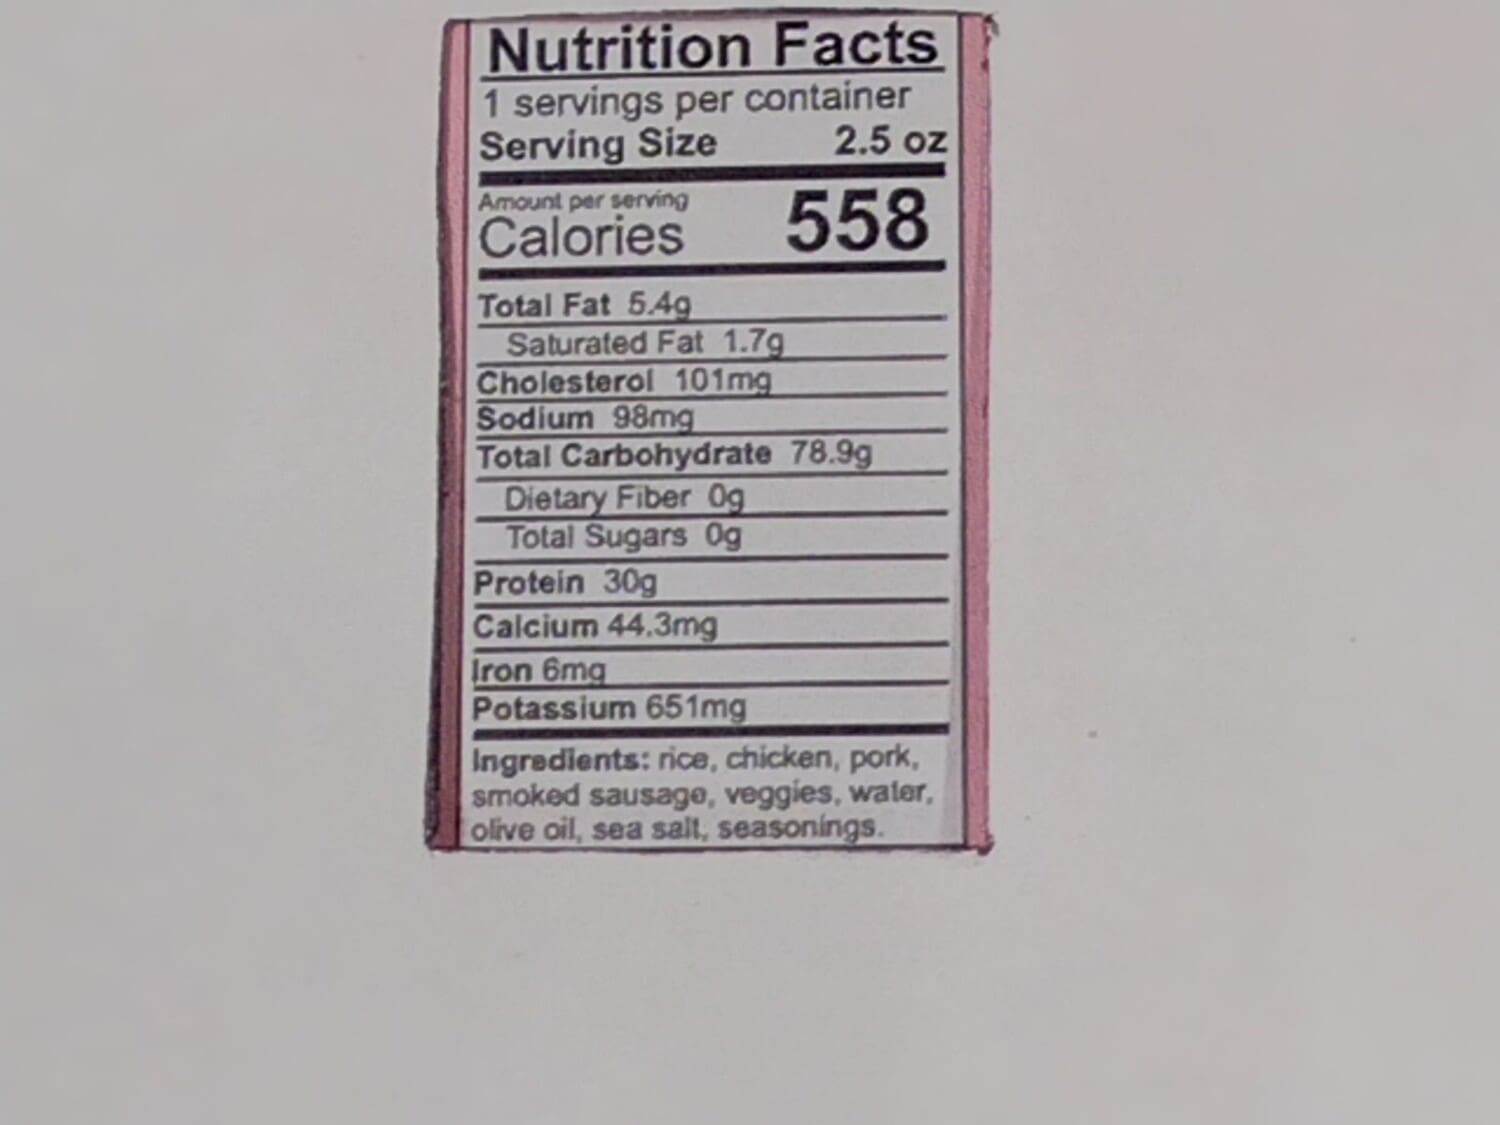 Nutrition Facts
1 servings per container
Serving Size 2.5 oz
Amount per serving
Calories 558
Total Fat 5.4g
Saturated Fat 1.7g
Cholesterol 101mg
Sodium 98mg
Total Carbohydrate 78.9g
Dietary Fiber 0g
Total Sugars 0g
Protein 30g
Calcium 44.3mg
Iron 6mg
Potassium 651mg
Ingredients: rice, chicken, pork,
smoked sausage, veggies, water,
olive oil, sea salt, seasonings.